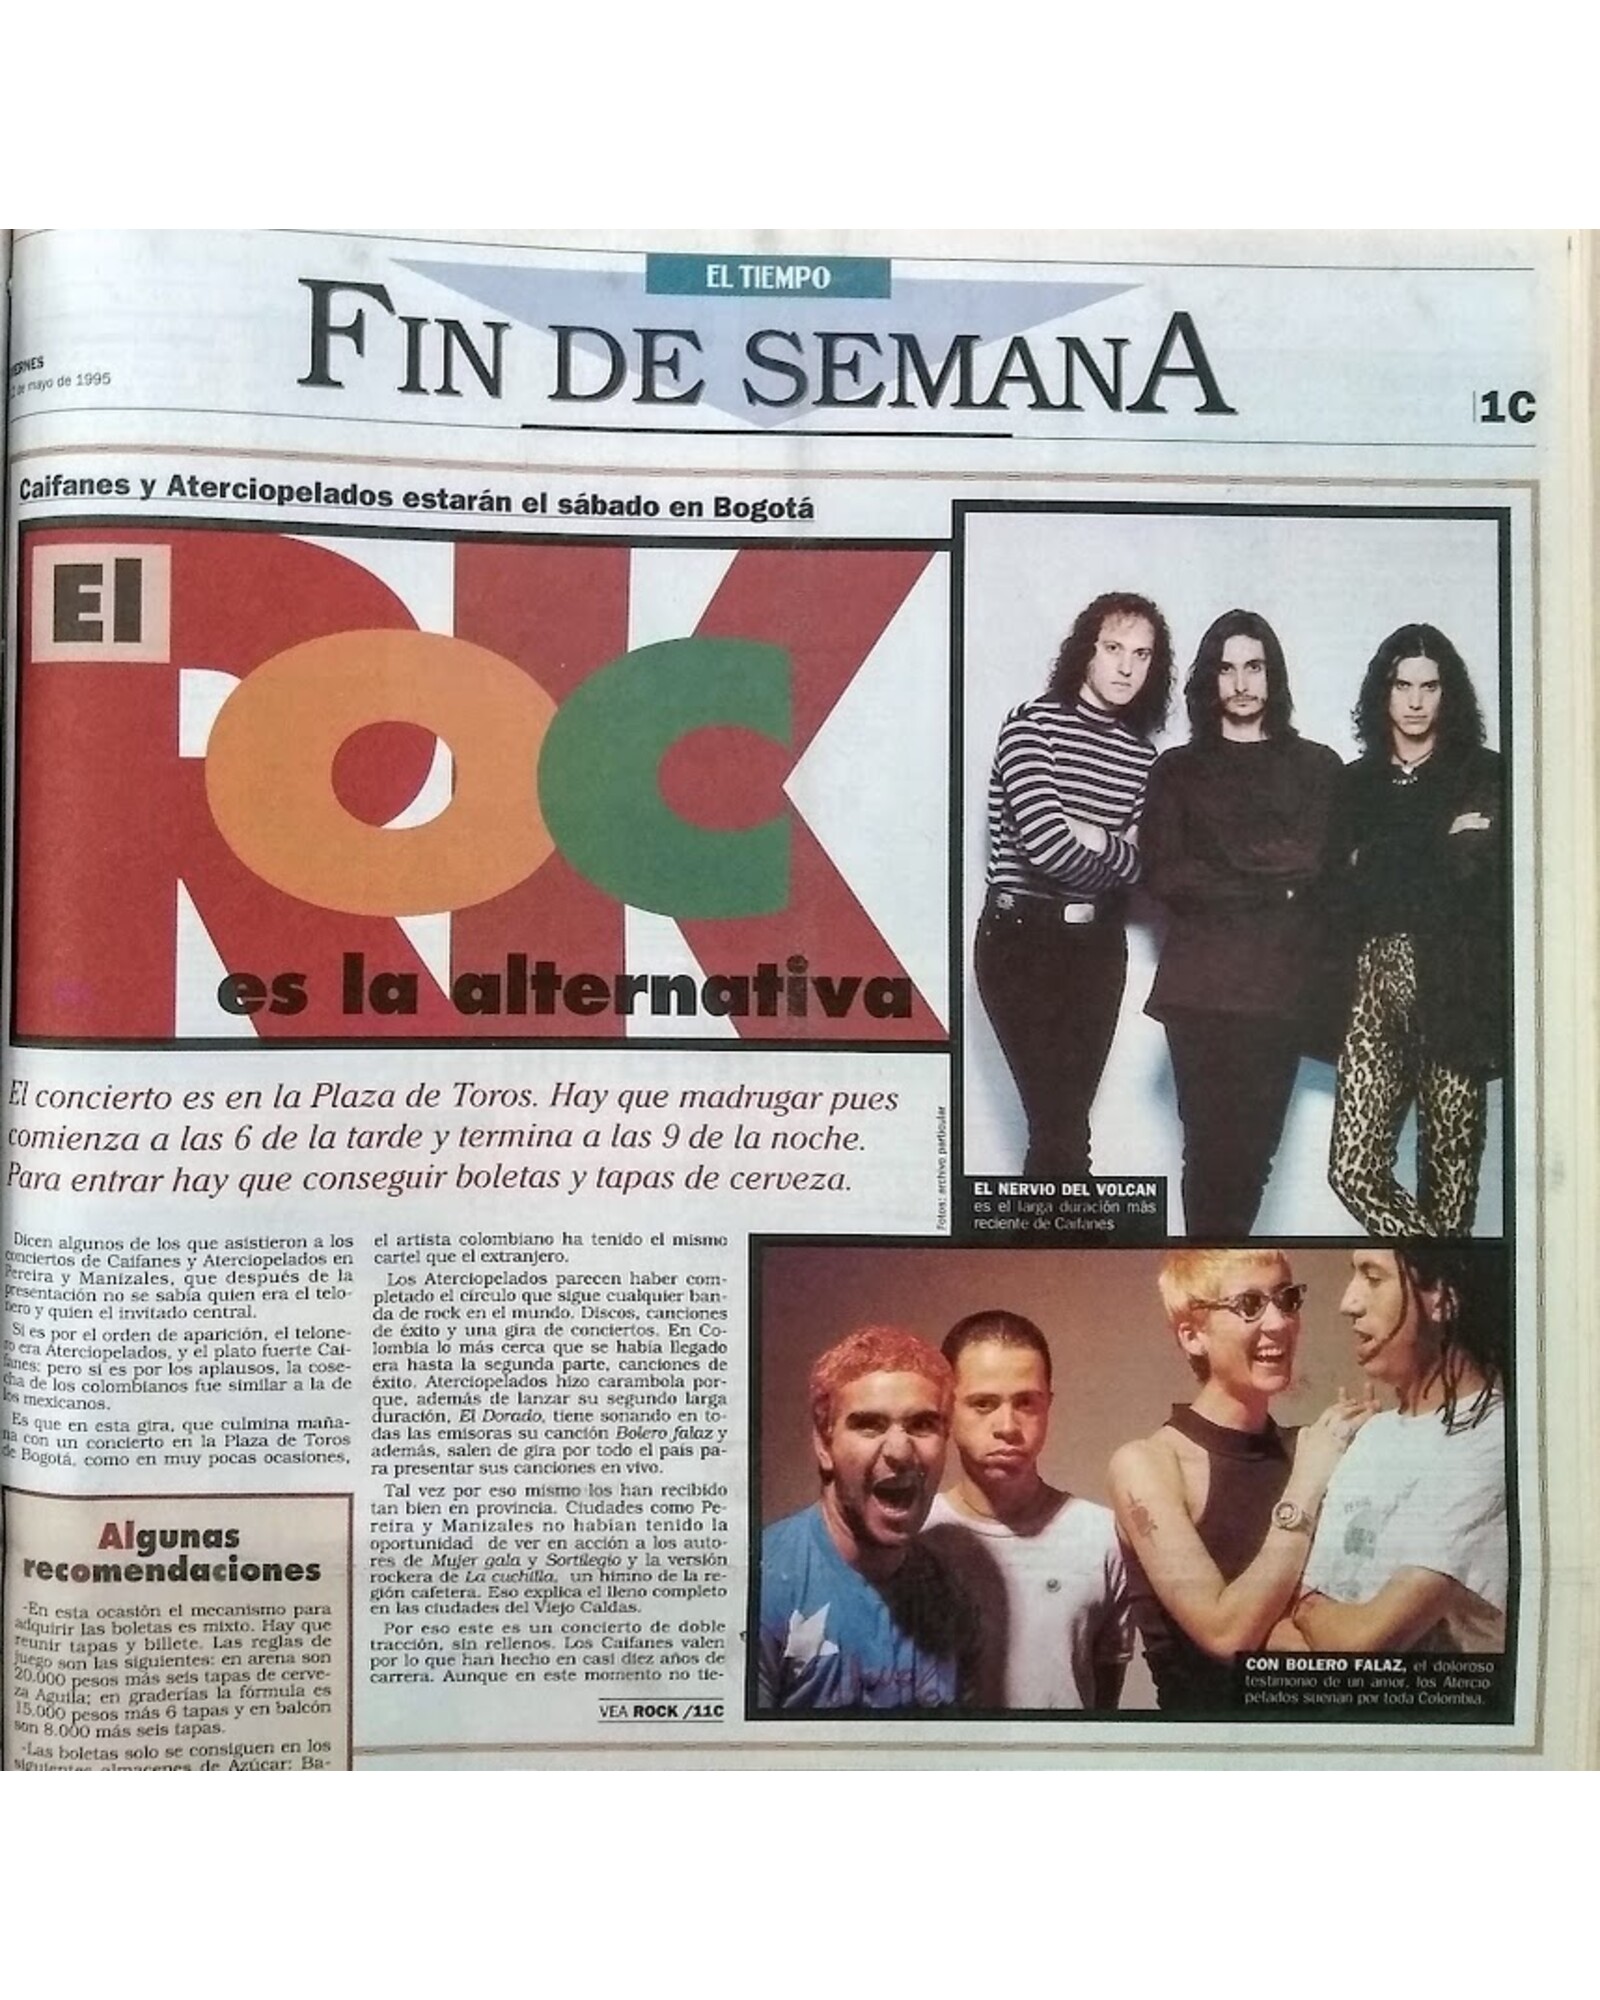 EL TIEMPO
FIN DE SEMANA
de mayo de 1995
1C
Caifanes y Aterciopelados estarán el sábado en Bogotá
El
ROCK
es la alternativa
El concierto es en la Plaza de Toros. Hay que madrugar pues
comienza a las 6 de la tarde y termina a las 9 de la noche.
Para entrar hay que conseguir boletas y tapas de cerveza.
Fotos: archivo particular
EL NERVIO DEL VOLCAN
es el larga duración más
reciente de Caifanes
Dicen algunos de los que asistieron a los
conciertos de Caifanes y Aterciopelados en
Pereira y Manizales, que después de la
presentación no se sabía quien era el telo-
nero y quien el invitado central.
Si es por el orden de aparición, el telone-
ro era Aterciopelados, y el plato fuerte Cai-
fanes; pero si es por los aplausos, la cose-
cha de los colombianos fue similar a la de
los mexicanos.
Es que en esta gira, que culmina maña-
na con un concierto en la Plaza de Toros
de Bogotá, como en muy pocas ocasiones,
el artista colombiano ha tenido el mismo
cartel que el extranjero.
Los Aterciopelados parecen haber com-
pletado el círculo que sigue cualquier ban-
da de rock en el mundo. Discos, canciones
de éxito y una gira de conciertos. En Co-
lombia lo más cerca que se había llegado
era hasta la segunda parte, canciones de
éxito. Aterciopelados hizo carambola por-
que, además de lanzar su segundo larga
duración, El Dorado, tiene sonando en to-
das las emisoras su canción Bolero falaz y
además, salen de gira por todo el país pa-
ra presentar sus canciones en vivo.
Tal vez por eso mismo los han recibido
tan bien en provincia. Ciudades como Pe-
reira y Manizales no habían tenido la
oportunidad de ver en acción a los auto-
res de Mujer gala y Sortilegio y la versión
rockera de La cuchilla, un himno de la re-
gión cafetera. Eso explica el lleno completo
en las ciudades del Viejo Caldas.
Por eso este es un concierto de doble
tracción, sin rellenos. Los Caifanes valen
por lo que han hecho en casi diez años de
carrera. Aunque en este momento no tie-
VEA ROCK /11C
Algunas
recomendaciones
-En esta ocasión el mecanismo para
adquirir las boletas es mixto. Hay que
reunir tapas y billete. Las reglas de
juego son las siguientes: en arena son
20.000 pesos más seis tapas de cerve-
za Aguila; en graderías la fórmula es
15.000 pesos más 6 tapas y en balcón
son 8.000 más seis tapas.
-Las boletas solo se consiguen en los
siguientes almacenes de Azúcar: Ba-
CON BOLERO FALAZ, el doloroso
testimonio de un amor, los Atercio
pelados suenan por toda Colombia.